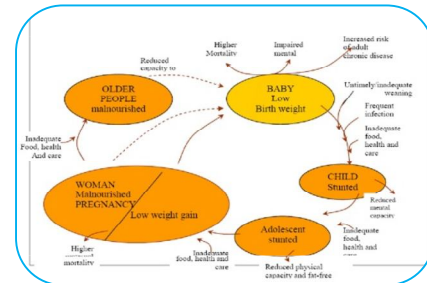 Higher
Mortality
Impaired
mental
Increased risk
of adult
chronic disease
Reduced
capacity to
OLDER
PEOPLE
malnourished
BABY
Low
Birth weight
Untimely/inadequate
weaning
Frequent
infection
Inadequate
food,
health and
care
Inadequate
Food, health
And care
CHILD
Stunted
WOMAN
Malnourished
PREGNANCY
Low weight gain
Reduced
mental
capacity
Adolescent
stunted
Inadequate
food,
health and
care
Higher
mortality
Inadequate
food, health and
care
Reduced physical
capacity and fat-free